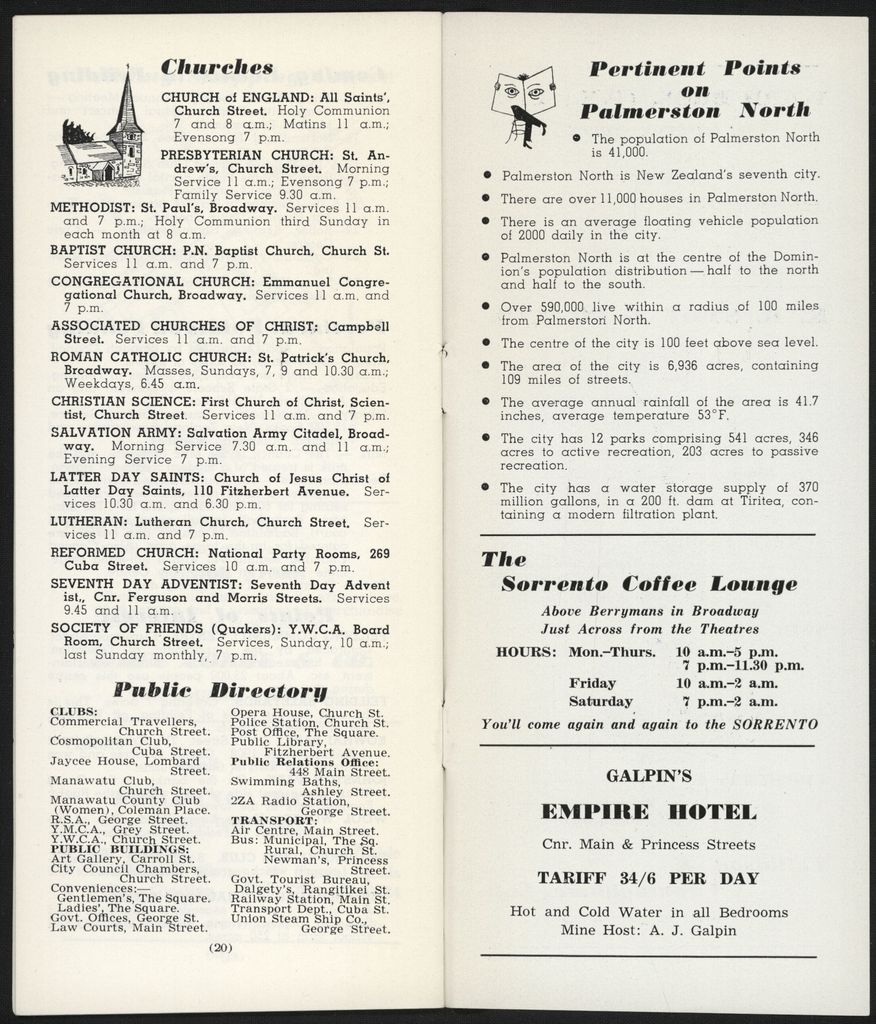 Churches
CHURCH of ENGLAND: All Saints',
Church Street. Holy Communion
7 and 8 a.m.; Matins 11 a.m.;
Evensong 7 p.m.
PRESBYTERIAN CHURCH: St. An-
drew's, Church Street. Morning
Service 11 a.m.; Evensong 7 p.m.;
Family Service 9.30 a.m.
METHODIST: St. Paul's, Broadway. Services 11 a.m.
and 7 p.m.; Holy Communion third Sunday in
each month at 8 a.m.
BAPTIST CHURCH: P.N. Baptist Church, Church St.
Services 11 a.m. and 7 p.m.
CONGREGATIONAL CHURCH: Emmanuel Congre-
gational Church, Broadway. Services 11 a.m. and
7 p.m.
ASSOCIATED CHURCHES OF CHRIST: Campbell
Street. Services 11 a.m. and 7 p.m.
ROMAN CATHOLIC CHURCH: St. Patrick's Church,
Broadway. Masses, Sundays, 7, 9 and 10.30 a.m.;
Weekdays, 6.45 a.m.
CHRISTIAN SCIENCE: First Church of Christ, Scien-
tist, Church Street. Services 11 a.m. and 7 p.m.
SALVATION ARMY: Salvation Army Citadel, Broad-
way. Morning Service 7.30 a.m. and 11 a.m.;
Evening Service 7 p.m.
LATTER DAY SAINTS: Church of Jesus Christ of
Latter Day Saints, 110 Fitzherbert Avenue. Ser-
vices 10.30 a.m. and 6.30 p.m.
LUTHERAN: Lutheran Church, Church Street. Ser-
vices 11 a.m. and 7 p.m.
REFORMED CHURCH: National Party Rooms, 269
Cuba Street. Services 10 a.m. and 7 p.m.
SEVENTH DAY ADVENTIST: Seventh Day Advent
ist,, Cnr. Ferguson and Morris Streets. Services
9.45 and 11 a.m.
SOCIETY OF FRIENDS (Quakers): Y.W.C.A. Board
Room, Church Street. Services, Sunday, 10 a.m.;
last Sunday monthly, 7 p.m.
Public Directory
CLUBS:
Commercial Travellers,
Church Street.
Cosmopolitan Club,
Cuba Street.
Jaycee House, Lombard
Street.
Manawatu Club,
Church Street.
Manawatu County Club
(Women), Coleman Place.
R.S.A., George Street.
Y.M.C.A., Grey Street.
Y.W.C.A., Church Street.
PUBLIC BUILDINGS:
Art Gallery, Carroll St.
City Council Chambers,
Church Street.
Conveniences:—
Gentlemen's, The Square.
Ladies', The Square.
Govt. Offices, George St.
Law Courts, Main Street.
Opera House, Church St.
Police Station, Church St.
Post Office, The Square.
Public Library,
Fitzherbert Avenue.
Public Relations Office:
448 Main Street.
Swimming Baths,
Ashley Street.
2ZA Radio Station,
George Street.
TRANSPORT:
Air Centre, Main Street.
Bus: Municipal, The Sq.
Rural, Church St.
Newman's, Princess
Street.
Govt. Tourist Bureau,
Dalgety's, Rangitikei St.
Railway Station, Main St.
Transport Dept., Cuba St.
Union Steam Ship Co.,
George Street.
(20)
Pertinent Points
on
Palmerston North
● The population of Palmerston North
is 41,000.
● Palmerston North is New Zealand's seventh city.
● There are over 11,000 houses in Palmerston North.
● There is an average floating vehicle population
of 2000 daily in the city.
● Palmerston North is at the centre of the Domin-
ion's population distribution — half to the north
and half to the south.
● Over 590,000 live within a radius of 100 miles
from Palmerston North.
● The centre of the city is 100 feet above sea level.
● The area of the city is 6,936 acres, containing
109 miles of streets.
● The average annual rainfall of the area is 41.7
inches, average temperature 53°F.
● The city has 12 parks comprising 541 acres, 346
acres to active recreation, 203 acres to passive
recreation.
● The city has a water storage supply of 370
million gallons, in a 200 ft. dam at Tiritea, con-
taining a modern filtration plant.
The
Sorrento Coffee Lounge
Above Berrymans in Broadway
Just Across from the Theatres
HOURS: Mon.–Thurs. 10 a.m.–5 p.m.
7 p.m.–11.30 p.m.
Friday 10 a.m.–2 a.m.
Saturday 7 p.m.–2 a.m.
You'll come again and again to the SORRENTO
GALPIN'S
EMPIRE HOTEL
Cnr. Main & Princess Streets
TARIFF 34/6 PER DAY
Hot and Cold Water in all Bedrooms
Mine Host: A. J. Galpin